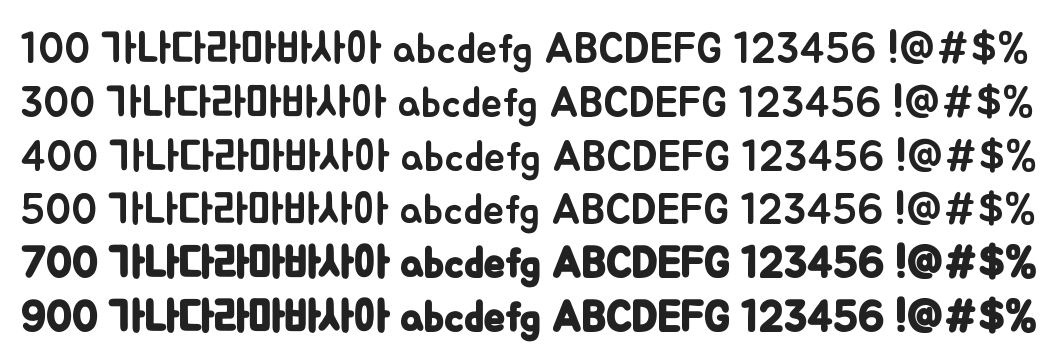 100 가나다라마바사아 abcdefg ABCDEFG 123456 !@#$%
300 가나다라마바사아 abcdefg ABCDEFG 123456 !@#$%
400 가나다라마바사아 abcdefg ABCDEFG 123456 !@#$%
500 가나다라마바사아 abcdefg ABCDEFG 123456 !@#$%
700 가나다라마바사아 abcdefg ABCDEFG 123456 !@#$%
900 가나다라마바사아 abcdefg ABCDEFG 123456 !@#$%